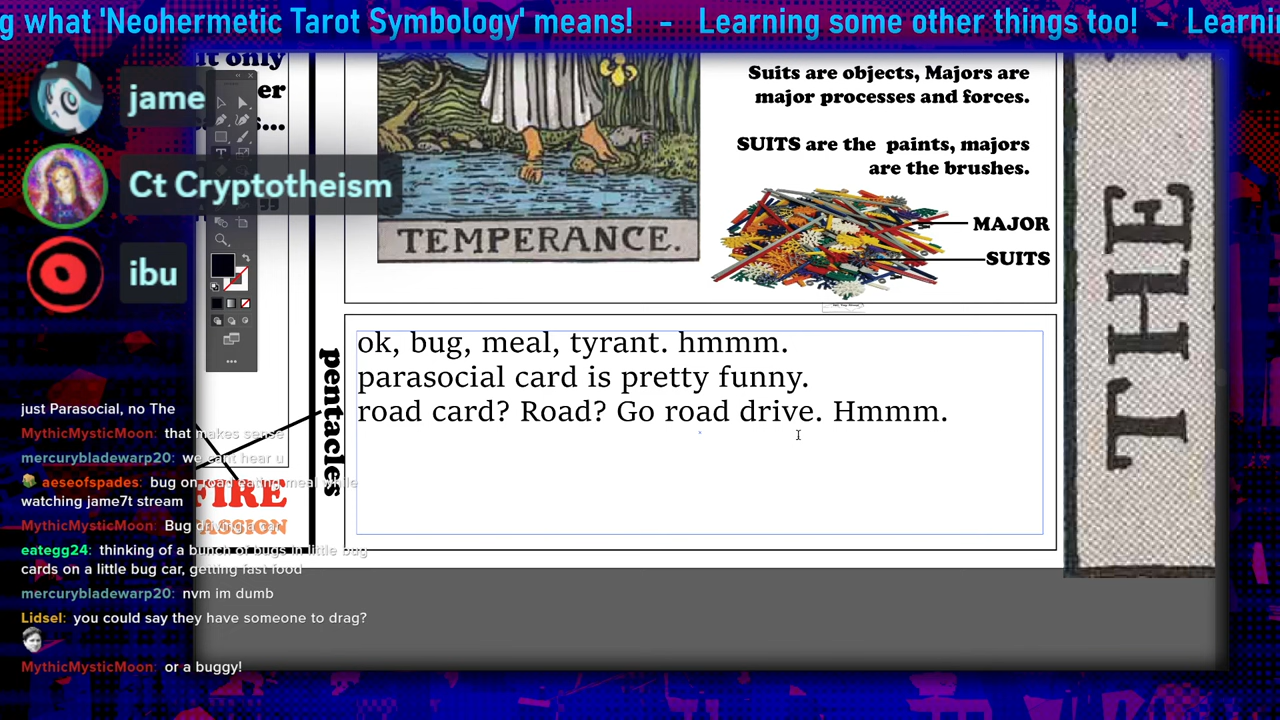 g what 'Neohermetic Tarot Symbology' means!   -   Learning some other things too!  -  Learni
jame
Ct Cryptotheism
ibu
ut only
er
Suits are objects, Majors are
major processes and forces.
SUITS are the  paints, majors
are the brushes.
MAJOR
SUITS
TEMPERANCE.
THE
pentacles
ok, bug, meal, tyrant. hmmm.
parasocial card is pretty funny.
road card? Road? Go road drive. Hmmm.
FIRE
PASSION
just Parasocial, no The
MythicMysticMoon: that makes sense
mercurybladewarp20: we cant hear u
aeseofspades: bug on road eating meal while
watching jame7t stream
MythicMysticMoon: Bug driving a car
eategg24: thinking of a bunch of bugs in little bug
cards on a little bug car, getting fast food
mercurybladewarp20: nvm im dumb
Lidsel: you could say they have someone to drag?
MythicMysticMoon: or a buggy!